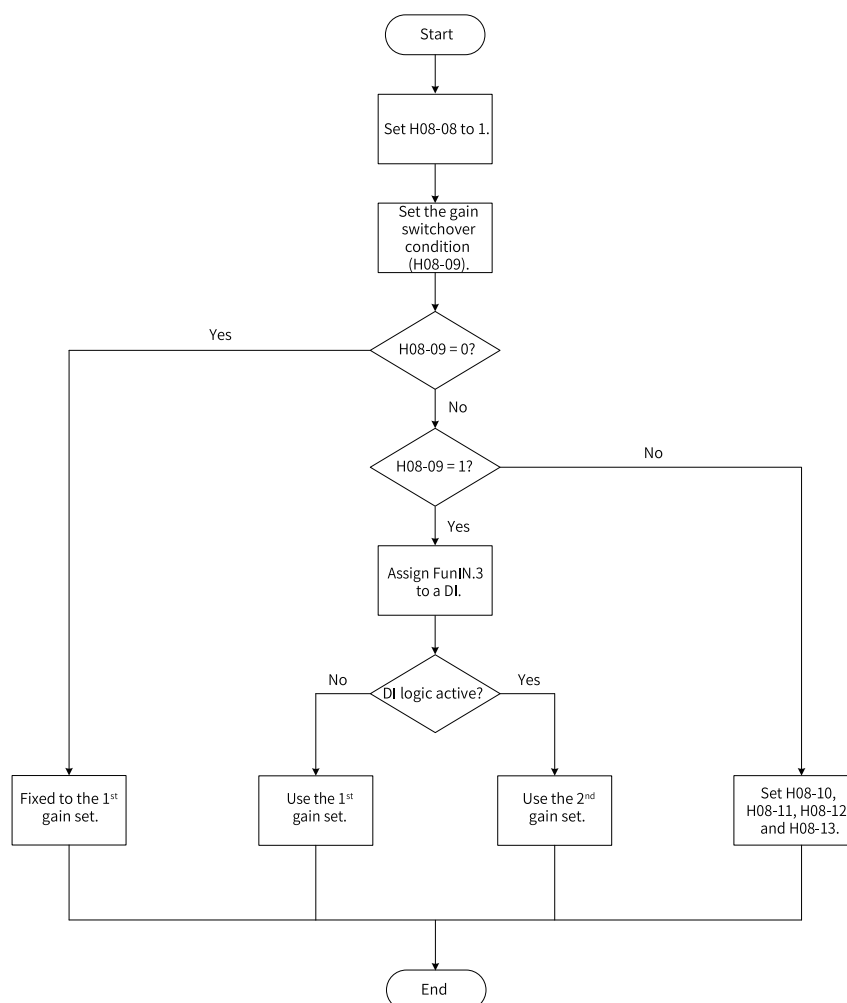 Start
Set H08-08 to 1.
Set the gain
switchover
condition
(H08-09).
Yes
H08-09 = 0?
No
H08-09 = 1?
No
Yes
Assign FunIN.3
to a DI.
No
DI logic active?
Yes
Fixed to the 1st
gain set.
Use the 1st
gain set.
Use the 2nd
gain set.
Set H08-10,
H08-11, H08-12
and H08-13.
End